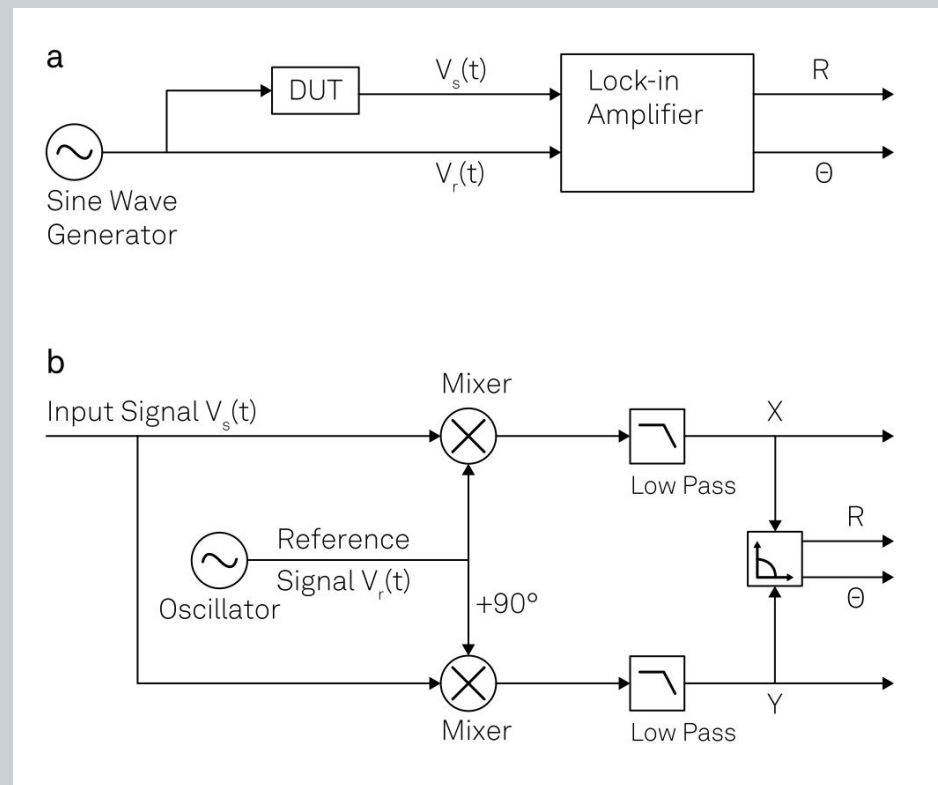 a
DUT
V_s(t)
Lock-in
Amplifier
R
V_r(t)
Θ
Sine Wave
Generator
b
Mixer
Input Signal V_s(t)
X
Low Pass
Reference
Signal V_r(t)
Oscillator
+90°
R
Θ
Mixer
Low Pass
Y